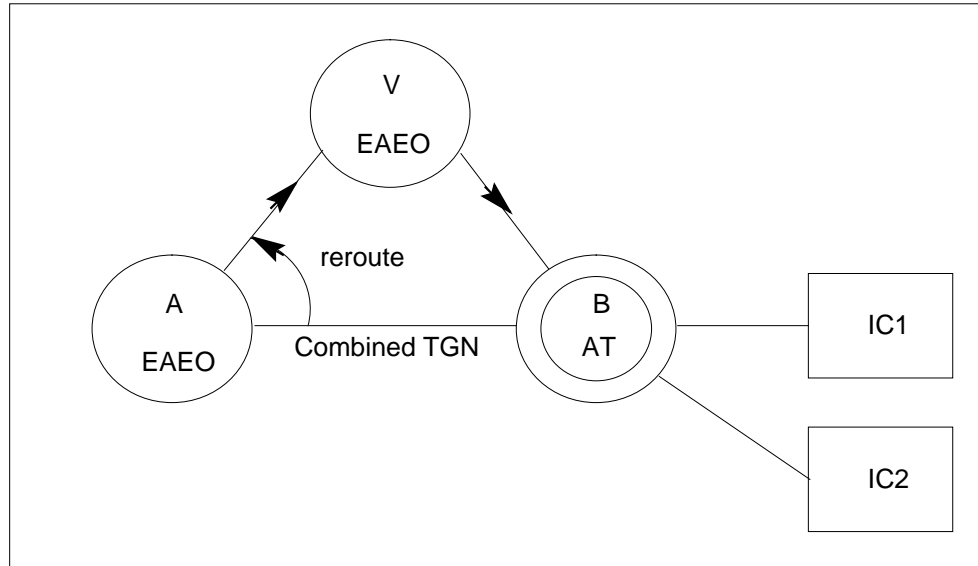 V
EAEO
reroute
A
EAEO
Combined TGN
B
AT
IC1
IC2